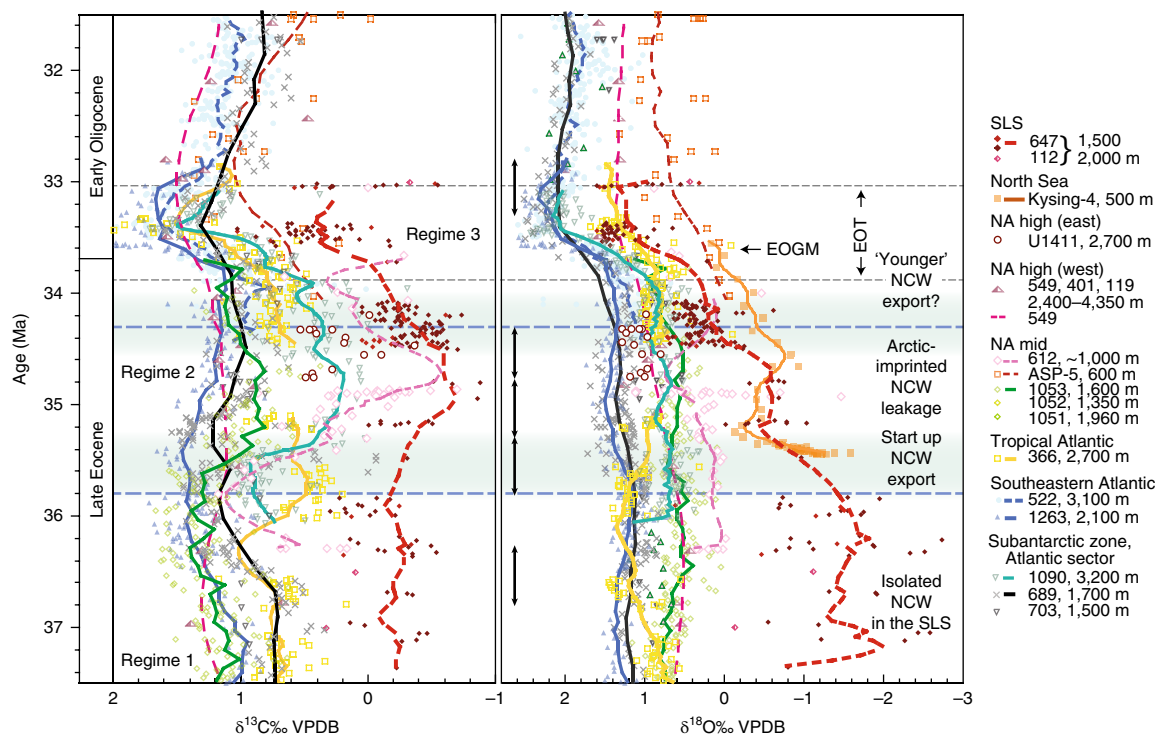 Age (Ma)
32
33
34
35
36
37
Early Oligocene
Late Eocene
Regime 3
Regime 2
Regime 1
2
1
0
–1
δ¹³C‰ VPDB
EOT
EOGM
'Younger'
NCW
export?
Arctic-
imprinted
NCW
leakage
Start up
NCW
export
Isolated
NCW
in the SLS
2
1
0
–1
–2
–3
δ¹⁸O‰ VPDB
SLS
647 } 1,500
112 2,000 m
North Sea
Kysing-4, 500 m
NA high (east)
U1411, 2,700 m
NA high (west)
549, 401, 119
2,400–4,350 m
549
NA mid
612, ~1,000 m
ASP-5, 600 m
1053, 1,600 m
1052, 1,350 m
1051, 1,960 m
Tropical Atlantic
366, 2,700 m
Southeastern Atlantic
522, 3,100 m
1263, 2,100 m
Subantarctic zone,
Atlantic sector
1090, 3,200 m
689, 1,700 m
703, 1,500 m